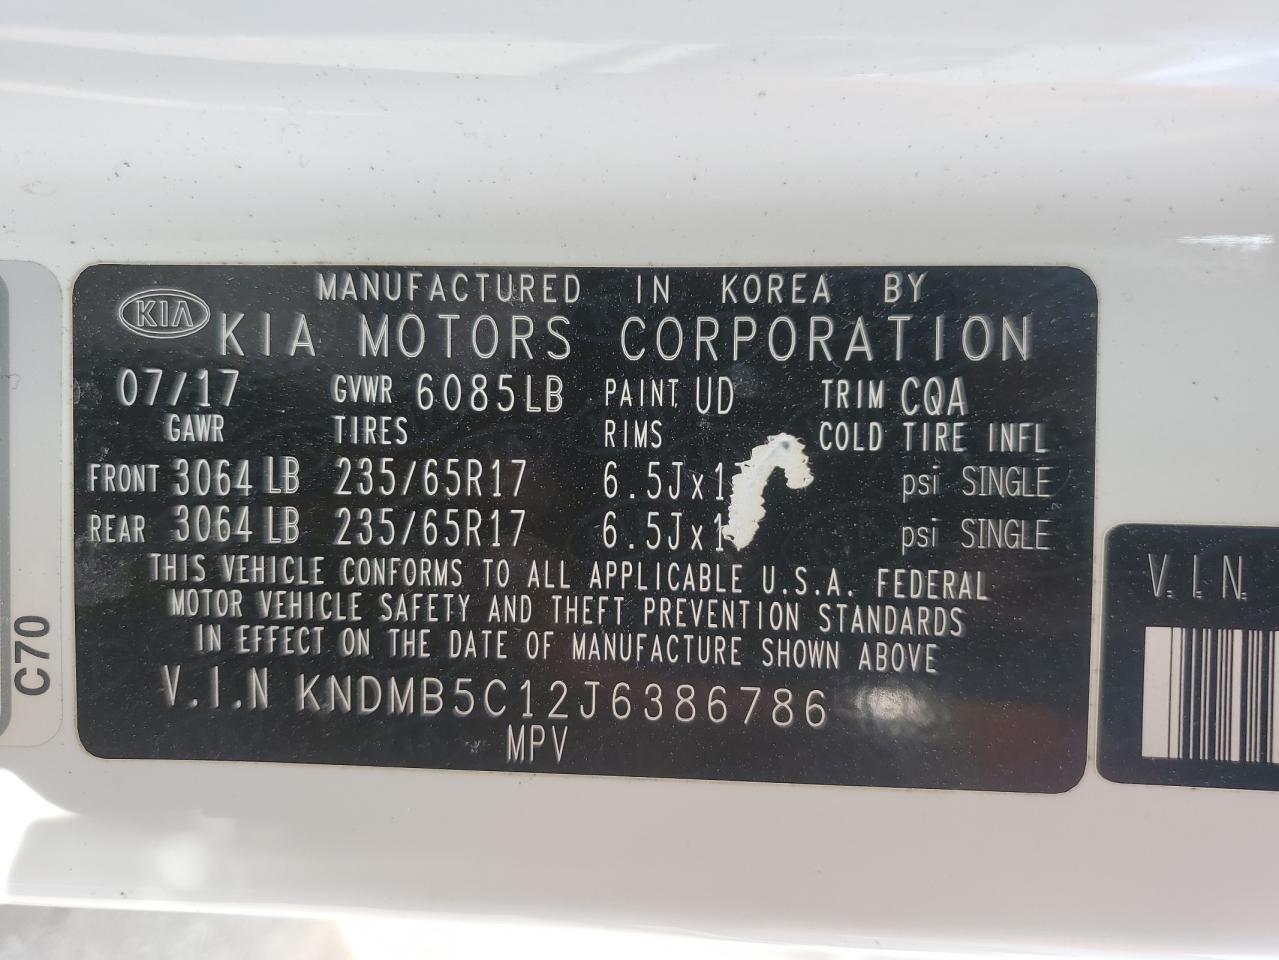 MANUFACTURED IN KOREA BY
KIA KIA MOTORS CORPORATION
07/17 GVWR 6085LB PAINT UD TRIM CQA
GAWR TIRES RIMS COLD TIRE INFL
FRONT 3064 LB 235/65R17 6.5Jx1 psi SINGLE
REAR 3064 LB 235/65R17 6.5Jx1 psi SINGLE
THIS VEHICLE CONFORMS TO ALL APPLICABLE U.S.A. FEDERAL
MOTOR VEHICLE SAFETY AND THEFT PREVENTION STANDARDS
IN EFFECT ON THE DATE OF MANUFACTURE SHOWN ABOVE
V.I.N KNDMB5C12J6386786
MPV
C70
V.I.N.